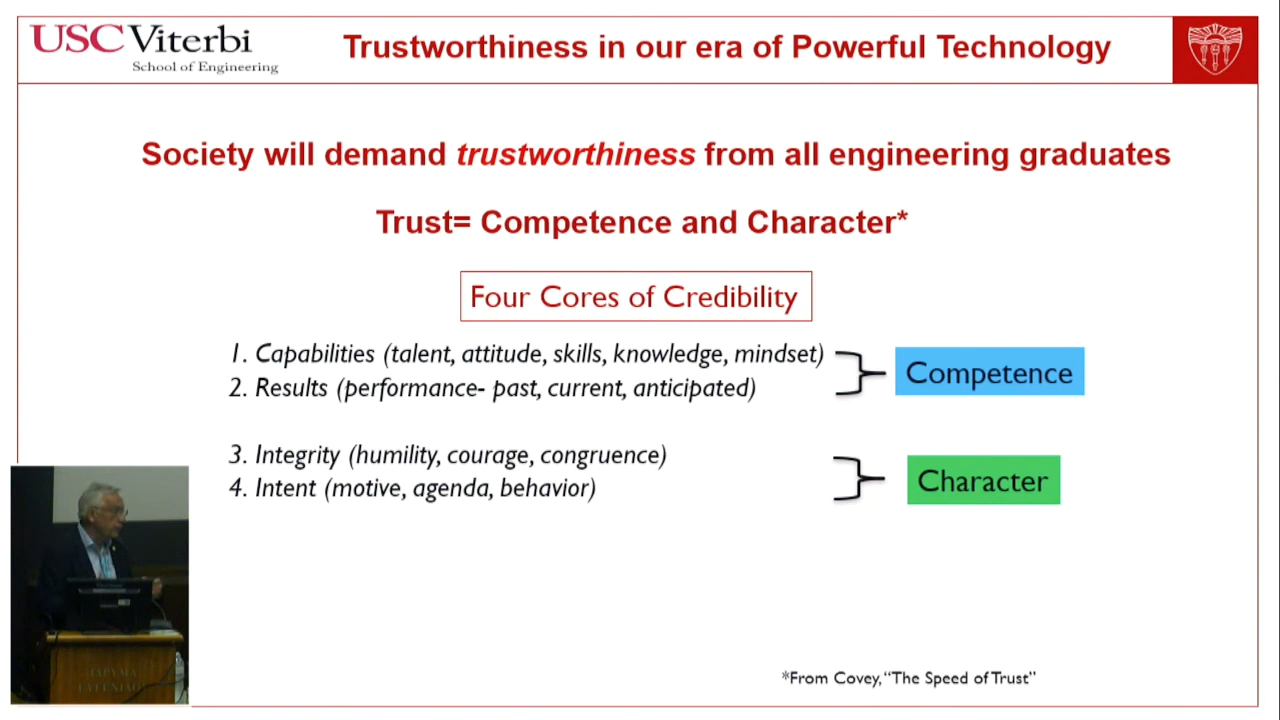 USC Viterbi
School of Engineering
Trustworthiness in our era of Powerful Technology
Society will demand trustworthiness from all engineering graduates
Trust= Competence and Character*
Four Cores of Credibility
1. Capabilities (talent, attitude, skills, knowledge, mindset)
2. Results (performance- past, current, anticipated)
Competence
3. Integrity (humility, courage, congruence)
4. Intent (motive, agenda, behavior)
Character
ΙΔΡΥΜΑ
ΕΥΓΕΝΙΔΟΥ
*From Covey, “The Speed of Trust”